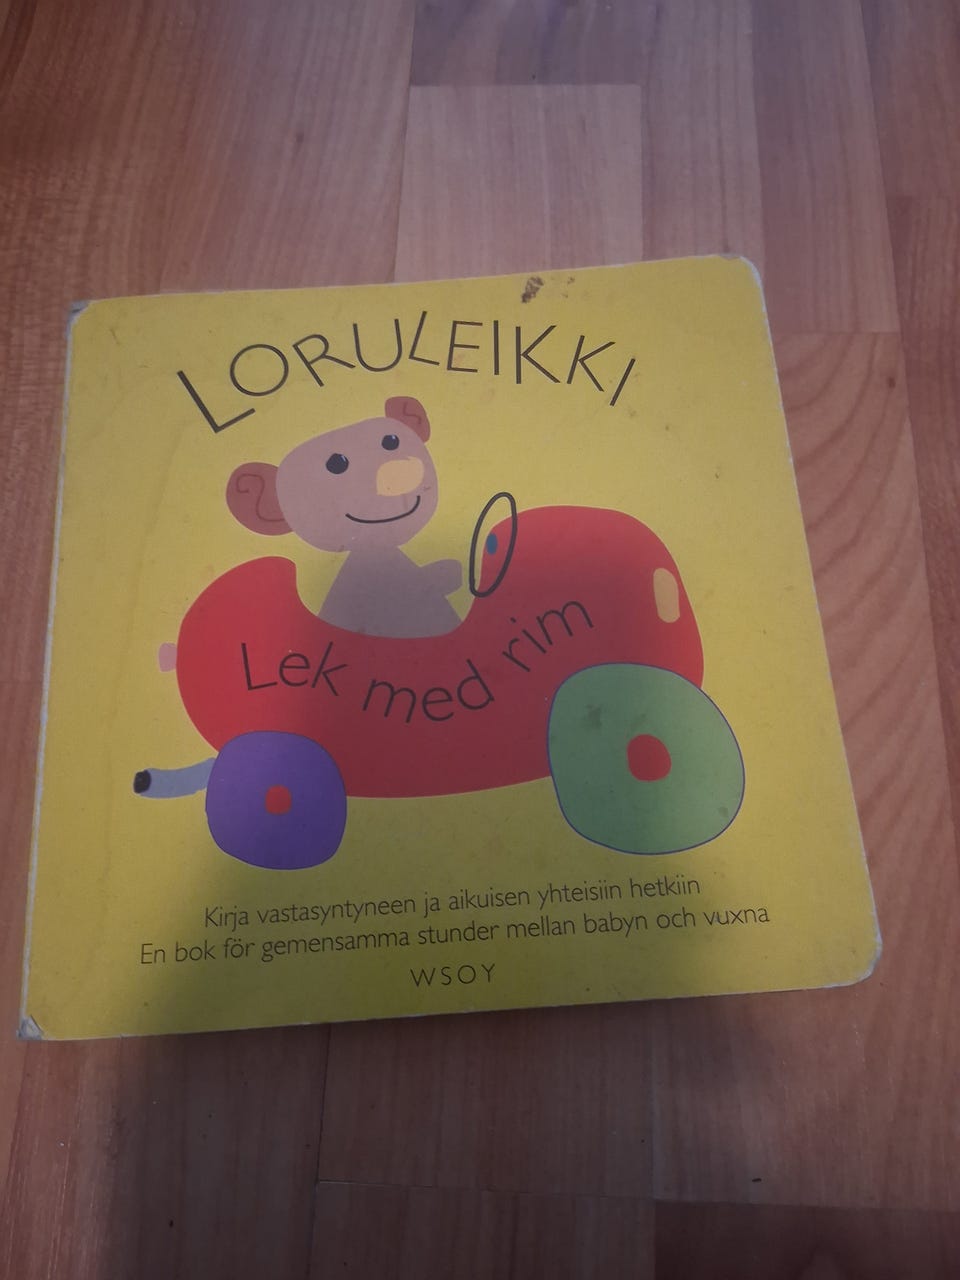 LORULEIKKI
Lek med rim
Kirja vastasyntyneen ja aikuisen yhteisiin hetkiin
En bok för gemensamma stunder mellan babyn och vuxna
WSOY